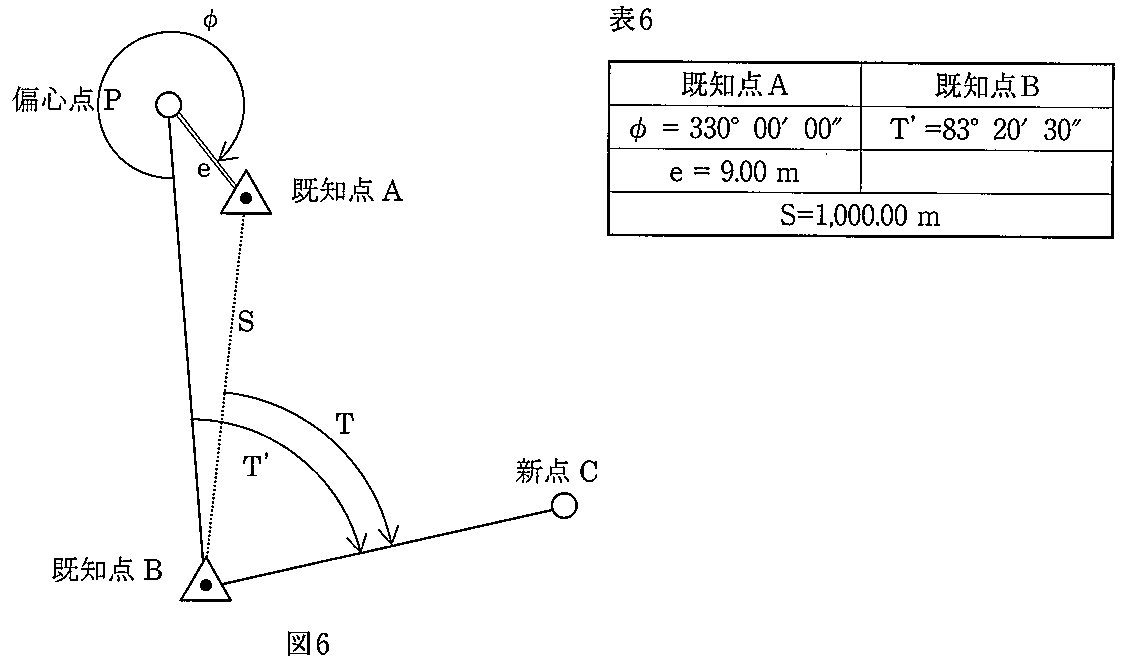 φ
偏心点 P
e
既知点 A
S
T
T'
新点 C
既知点 B
図6
表6
既知点A 既知点B
φ = 330° 00′ 00″ T' =83° 20′ 30″
e = 9.00 m
S=1,000.00 m